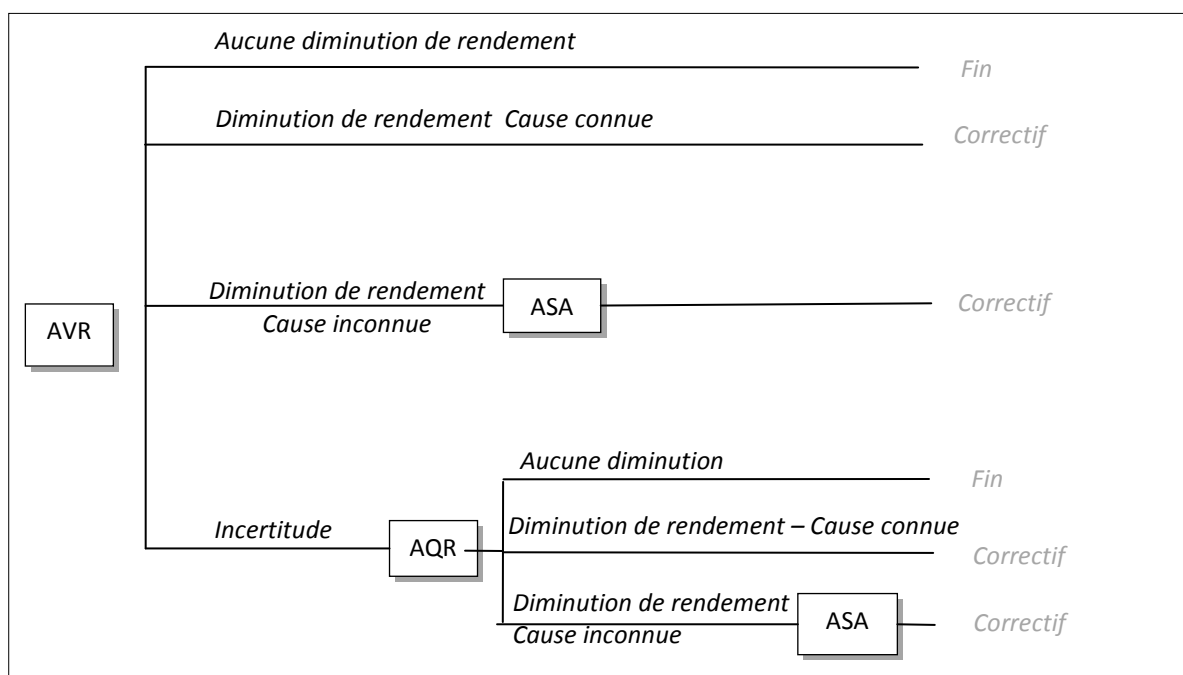 Aucune diminution de rendement
Fin
Diminution de rendement  Cause connue
Correctif
Diminution de rendement
Cause inconnue
ASA
Correctif
AVR
Aucune diminution
Fin
Incertitude
AQR
Diminution de rendement – Cause connue
Correctif
Diminution de rendement
Cause inconnue
ASA
Correctif